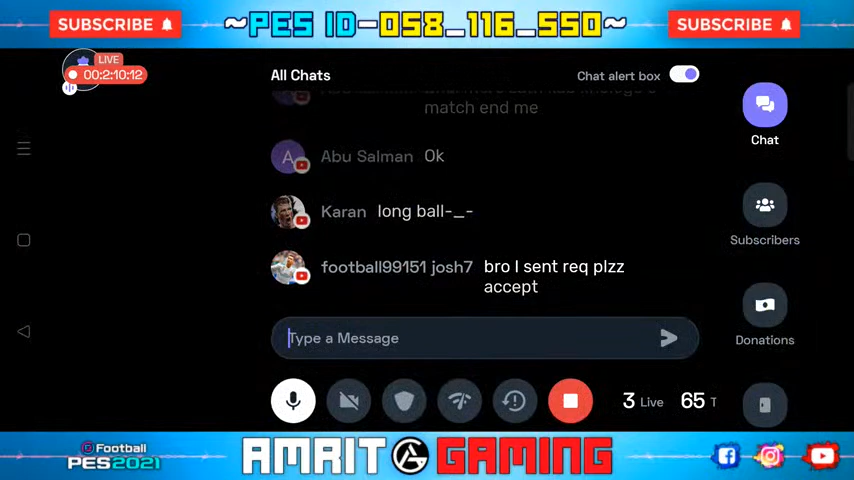 SUBSCRIBE
~PES ID-058_116_550~
SUBSCRIBE
LIVE
00:2:10:12
All Chats
Chat alert box
match end me
Chat
A
Abu Salman Ok
Karan long ball-_-
Subscribers
football99151 josh7 bro I sent req plzz
accept
Type a Message
Donations
3 Live 65 T
eFootball
PES2021
AMRIT GAMING